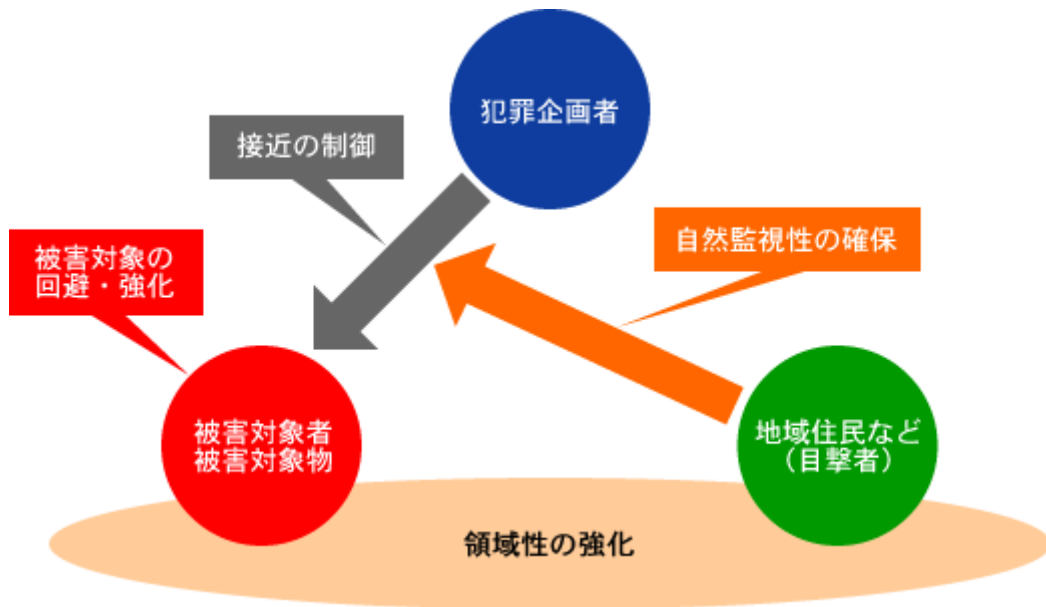 犯罪企画者
接近の制御
自然監視性の確保
被害対象の
回避・強化
被害対象者
被害対象物
地域住民など
（目撃者）
領域性の強化